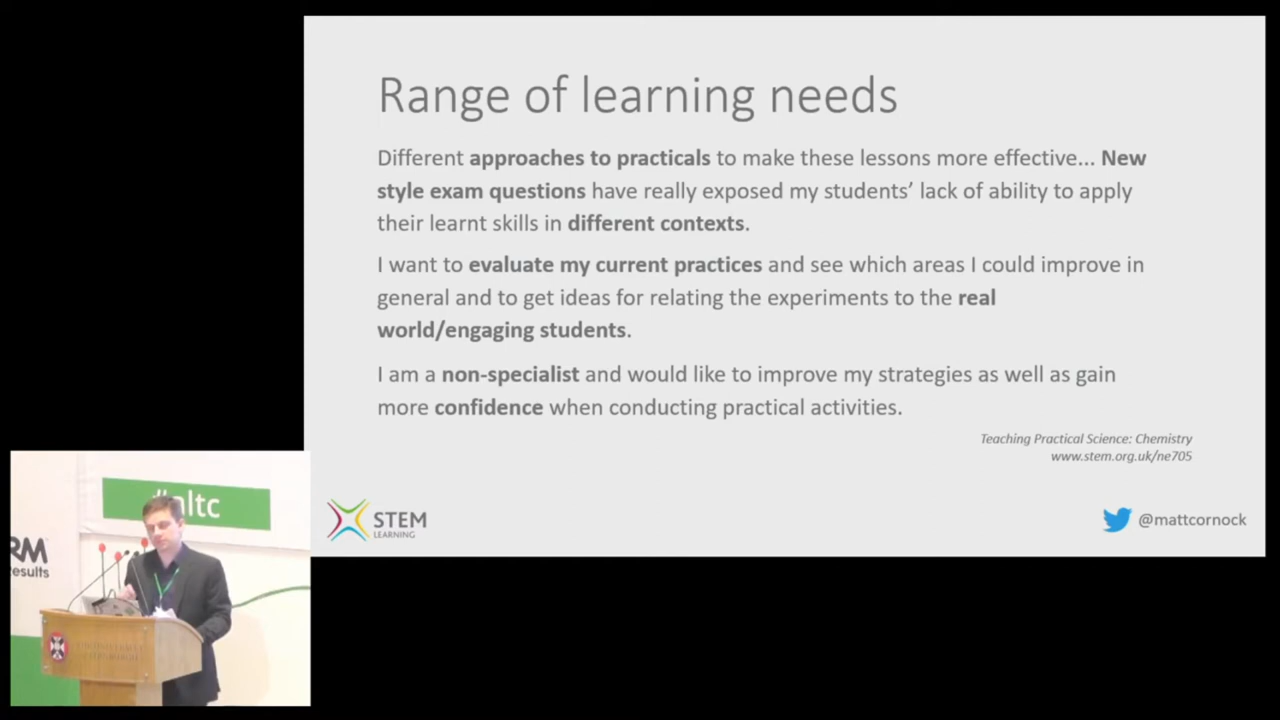 Range of learning needs
Different approaches to practicals to make these lessons more effective... New
style exam questions have really exposed my students’ lack of ability to apply
their learnt skills in different contexts.
I want to evaluate my current practices and see which areas I could improve in
general and to get ideas for relating the experiments to the real
world/engaging students.
I am a non-specialist and would like to improve my strategies as well as gain
more confidence when conducting practical activities.
Teaching Practical Science: Chemistry
www.stem.org.uk/ne705
STEM
LEARNING
@mattcornock
#altc
RM
Results